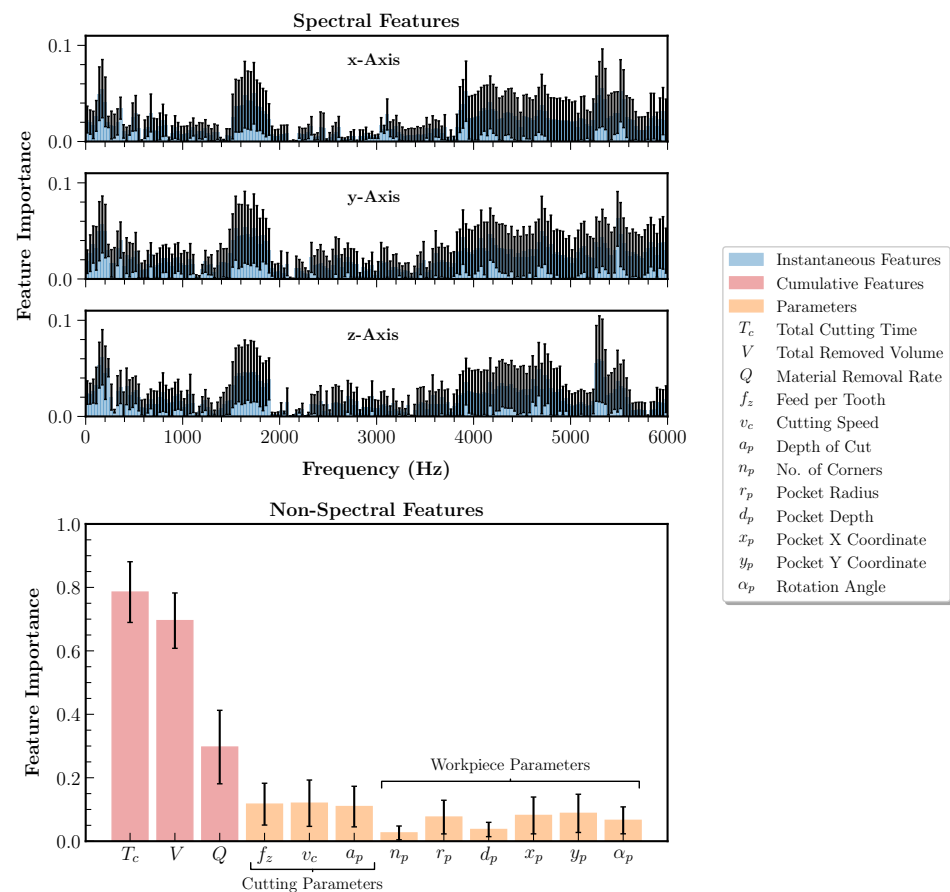 Spectral Features
x-Axis
0.1
0.0
y-Axis
0.1
0.0
z-Axis
0.1
0.0
0 1000 2000 3000 4000 5000 6000
Frequency (Hz)
Feature Importance
Instantaneous Features
Cumulative Features
Parameters
T_c Total Cutting Time
V Total Removed Volume
Q Material Removal Rate
f_z Feed per Tooth
v_c Cutting Speed
a_p Depth of Cut
n_p No. of Corners
r_p Pocket Radius
d_p Pocket Depth
x_p Pocket X Coordinate
y_p Pocket Y Coordinate
α_p Rotation Angle
Non-Spectral Features
1.0
0.8
0.6
0.4
0.2
0.0
Feature Importance
Workpiece Parameters
T_c V Q f_z v_c a_p n_p r_p d_p x_p y_p α_p
Cutting Parameters